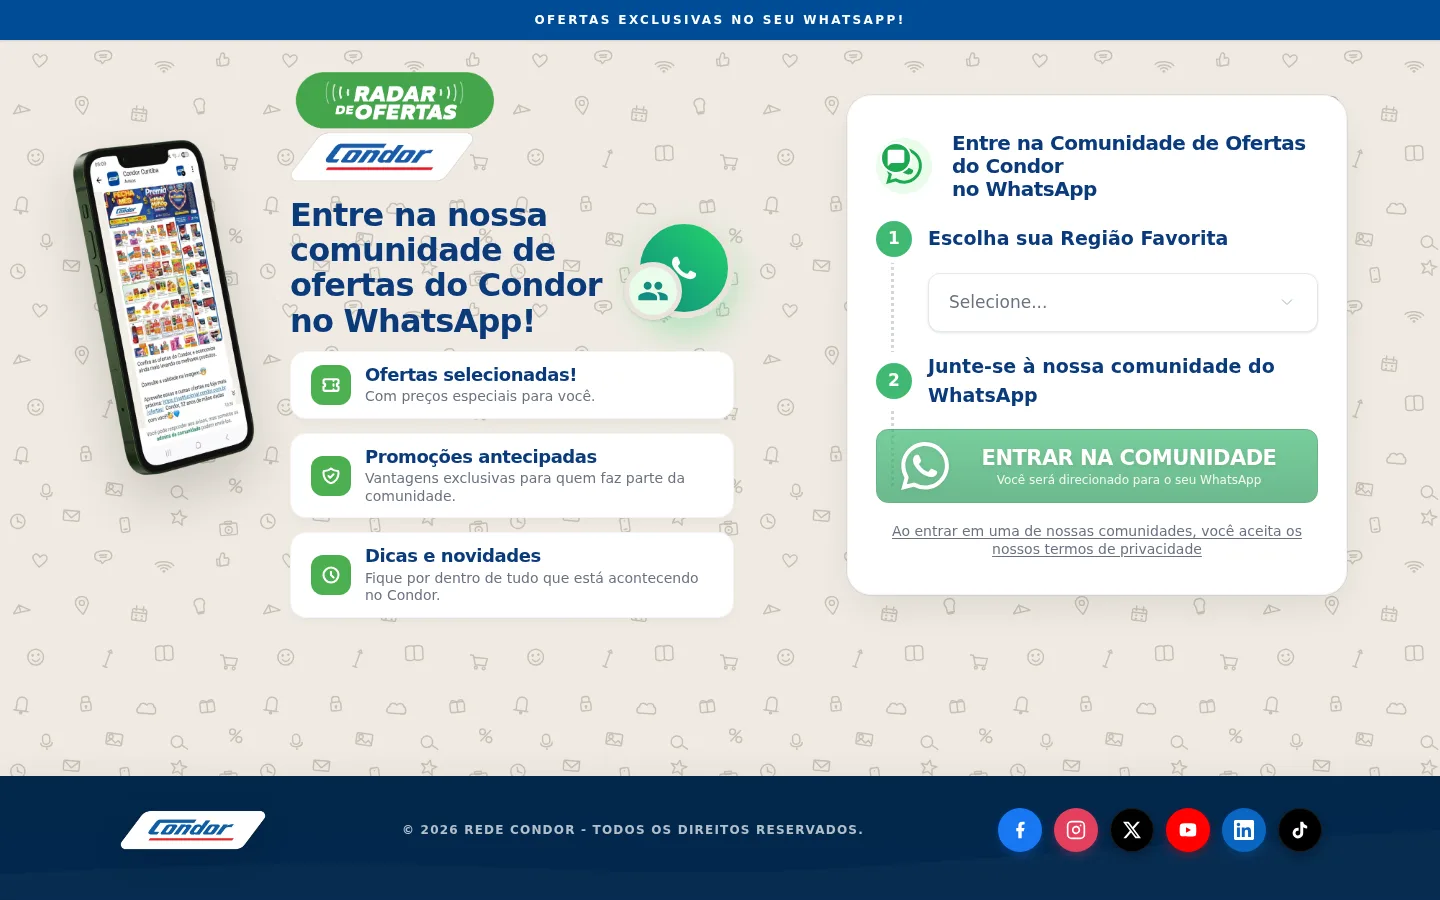 OFERTAS EXCLUSIVAS NO SEU WHATSAPP!
RADAR
DE OFERTAS
Condor
Entre na nossa
comunidade de
ofertas do Condor
no WhatsApp!
Condor Curitiba
Ofertas selecionadas!
Com preços especiais para você.
Promoções antecipadas
Vantagens exclusivas para quem faz parte da
comunidade.
Dicas e novidades
Fique por dentro de tudo que está acontecendo
no Condor.
Entre na Comunidade de Ofertas
do Condor
no WhatsApp
1
Escolha sua Região Favorita
Selecione...
2
Junte-se à nossa comunidade do
WhatsApp
ENTRAR NA COMUNIDADE
Você será direcionado para o seu WhatsApp
Ao entrar em uma de nossas comunidades, você aceita os
nossos termos de privacidade
Condor
© 2026 REDE CONDOR - TODOS OS DIREITOS RESERVADOS.